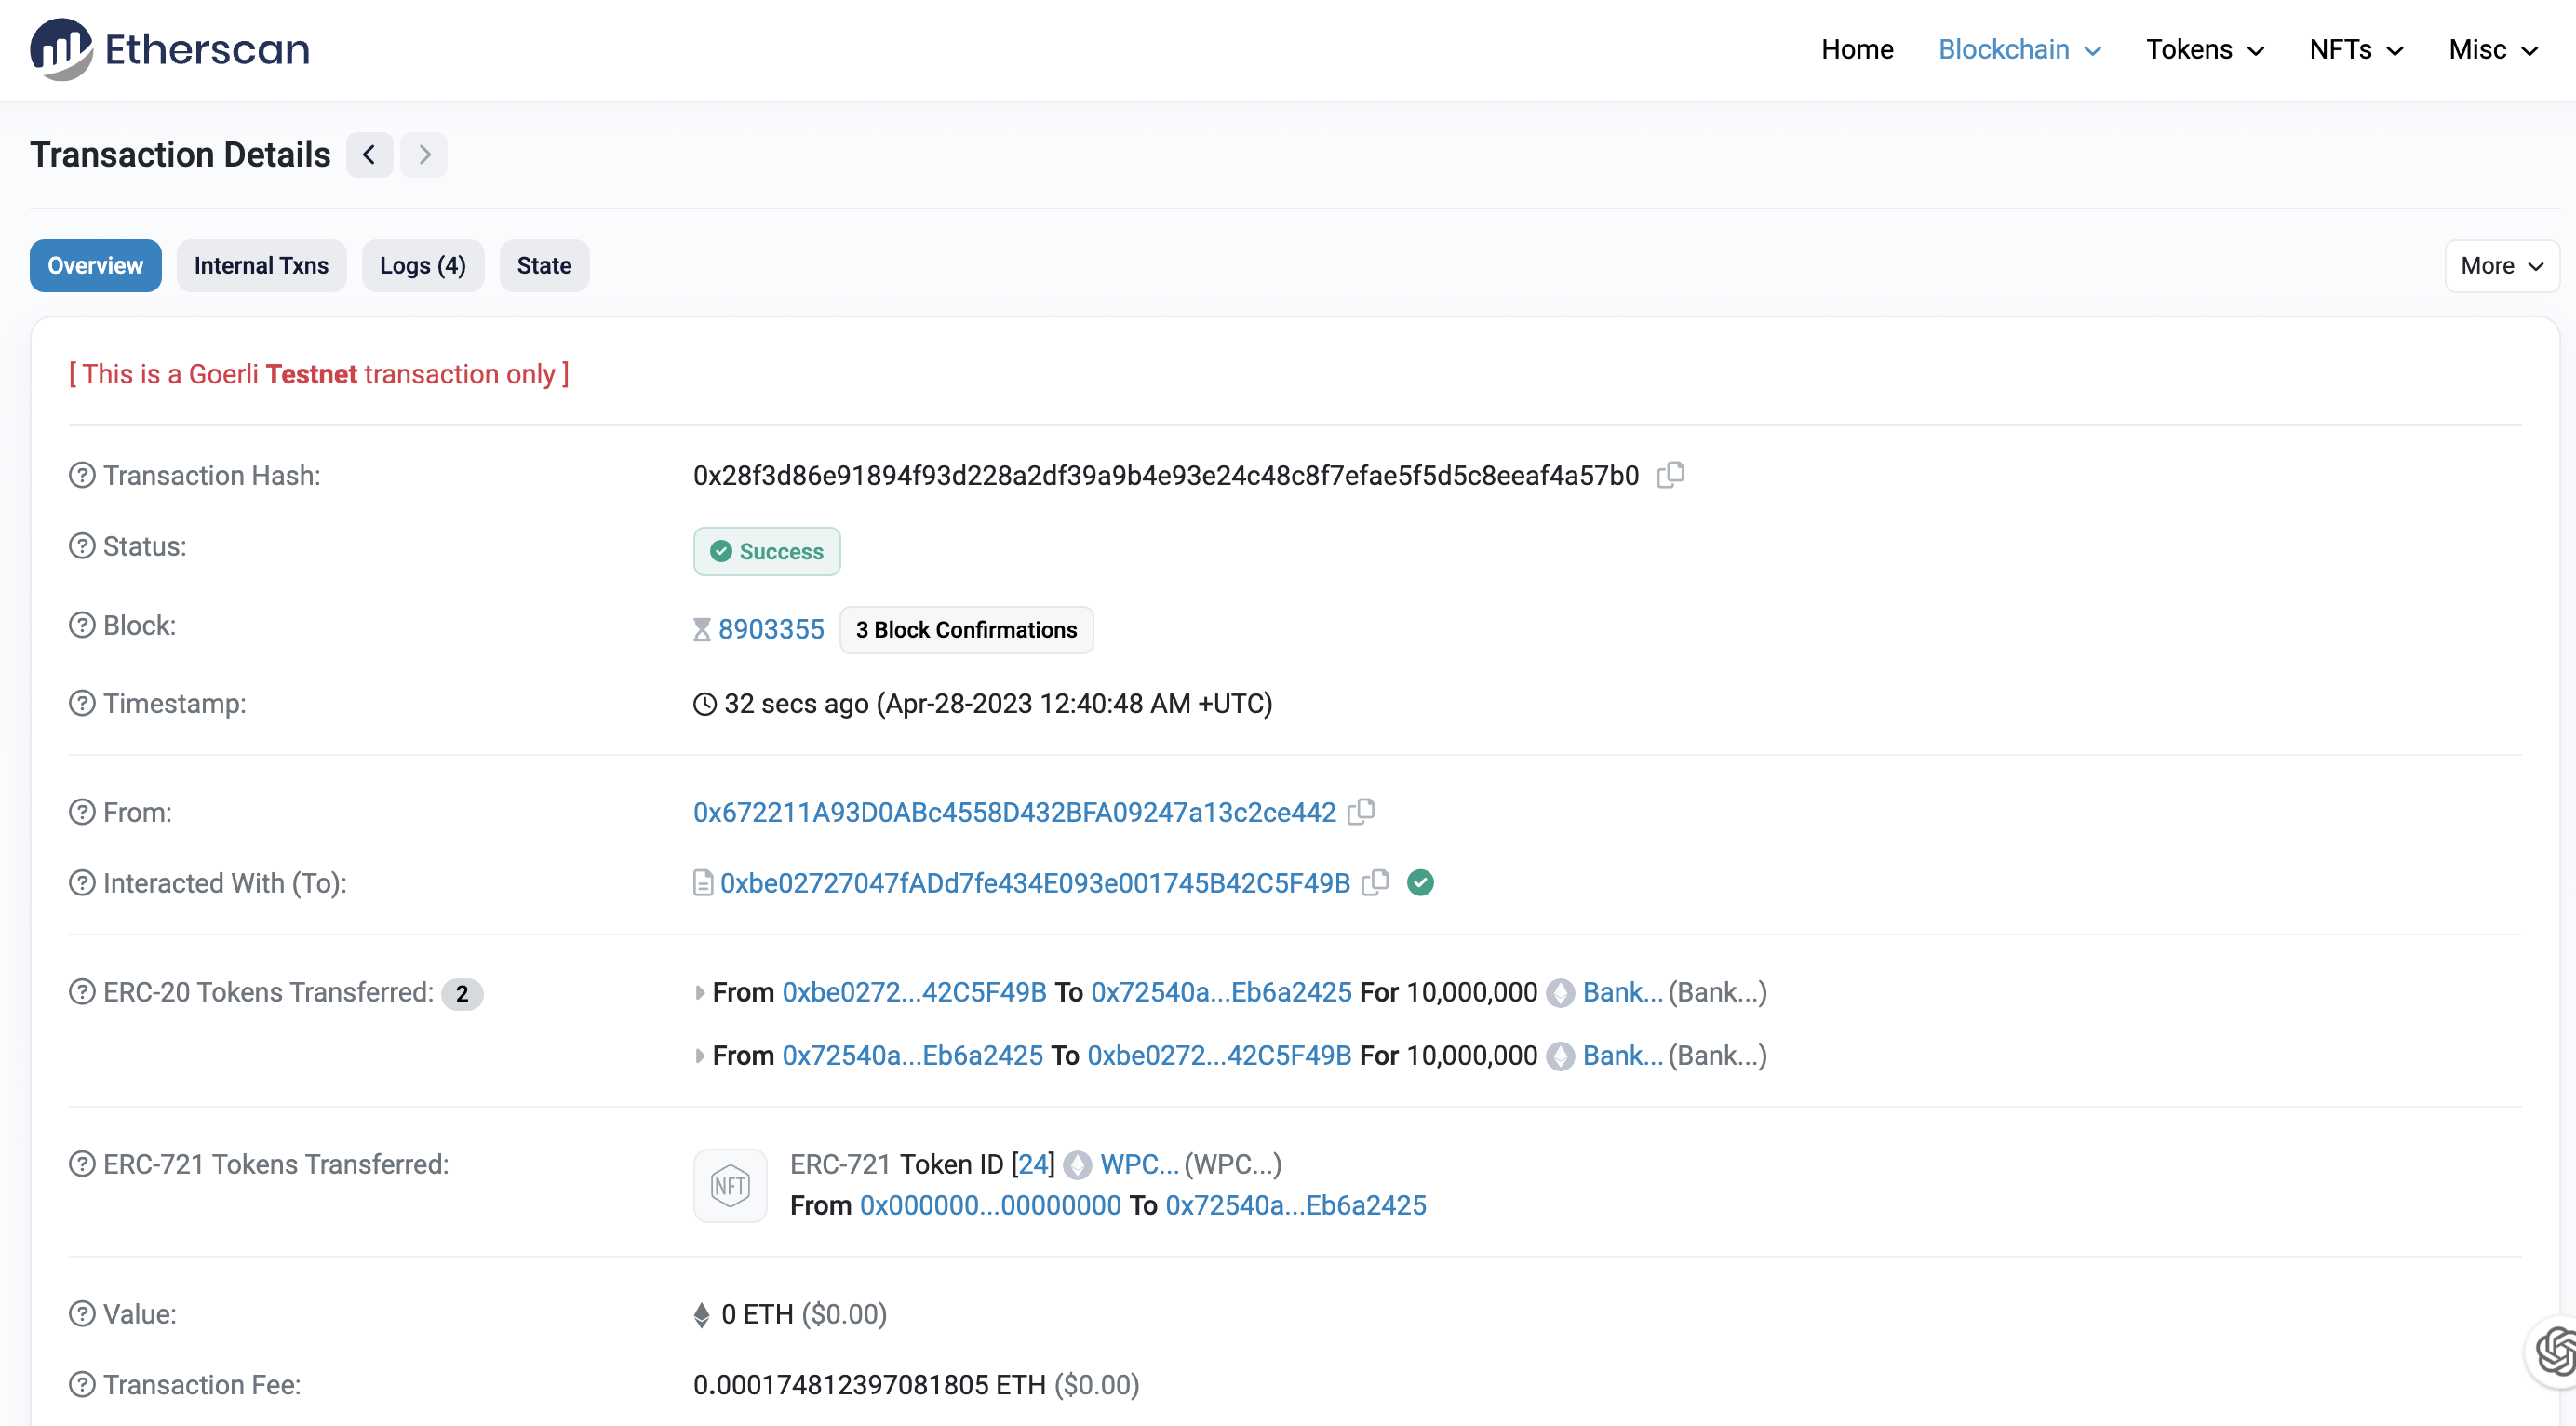 Etherscan
Home Blockchain Tokens NFTs Misc
Transaction Details
Overview Internal Txns Logs (4) State More
[ This is a Goerli Testnet transaction only ]
Transaction Hash: 0x28f3d86e91894f93d228a2df39a9b4e93e24c48c8f7efae5f5d5c8eeaf4a57b0
Status: Success
Block: 8903355 3 Block Confirmations
Timestamp: 32 secs ago (Apr-28-2023 12:40:48 AM +UTC)
From: 0x672211A93D0ABc4558D432BFA09247a13c2ce442
Interacted With (To): 0xbe02727047fADd7fe434E093e001745B42C5F49B
ERC-20 Tokens Transferred: 2 From 0xbe0272...42C5F49B To 0x72540a...Eb6a2425 For 10,000,000 Bank... (Bank...)
From 0x72540a...Eb6a2425 To 0xbe0272...42C5F49B For 10,000,000 Bank... (Bank...)
ERC-721 Tokens Transferred: NFT ERC-721 Token ID [24] WPC... (WPC...)
From 0x000000...00000000 To 0x72540a...Eb6a2425
Value: 0 ETH ($0.00)
Transaction Fee: 0.000174812397081805 ETH ($0.00)